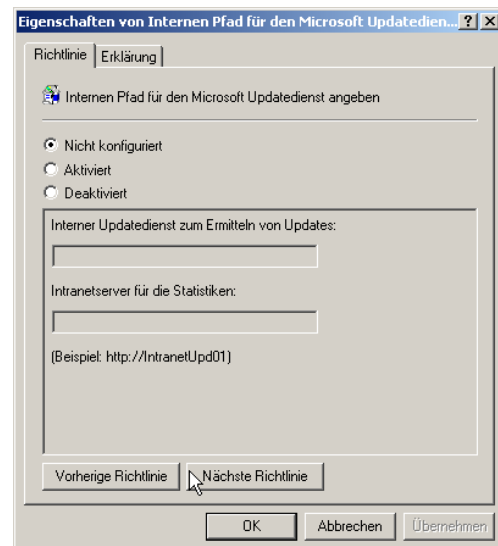 Eigenschaften von Internen Pfad für den Microsoft Updatedien...
Richtlinie
Erklärung
Internen Pfad für den Microsoft Updatedienst angeben
Nicht konfiguriert
Aktiviert
Deaktiviert
Interner Updatedienst zum Ermitteln von Updates:
Intranetserver für die Statistiken:
(Beispiel: http://IntranetUpd01)
Vorherige Richtlinie
Nächste Richtlinie
OK
Abbrechen
Übernehmen